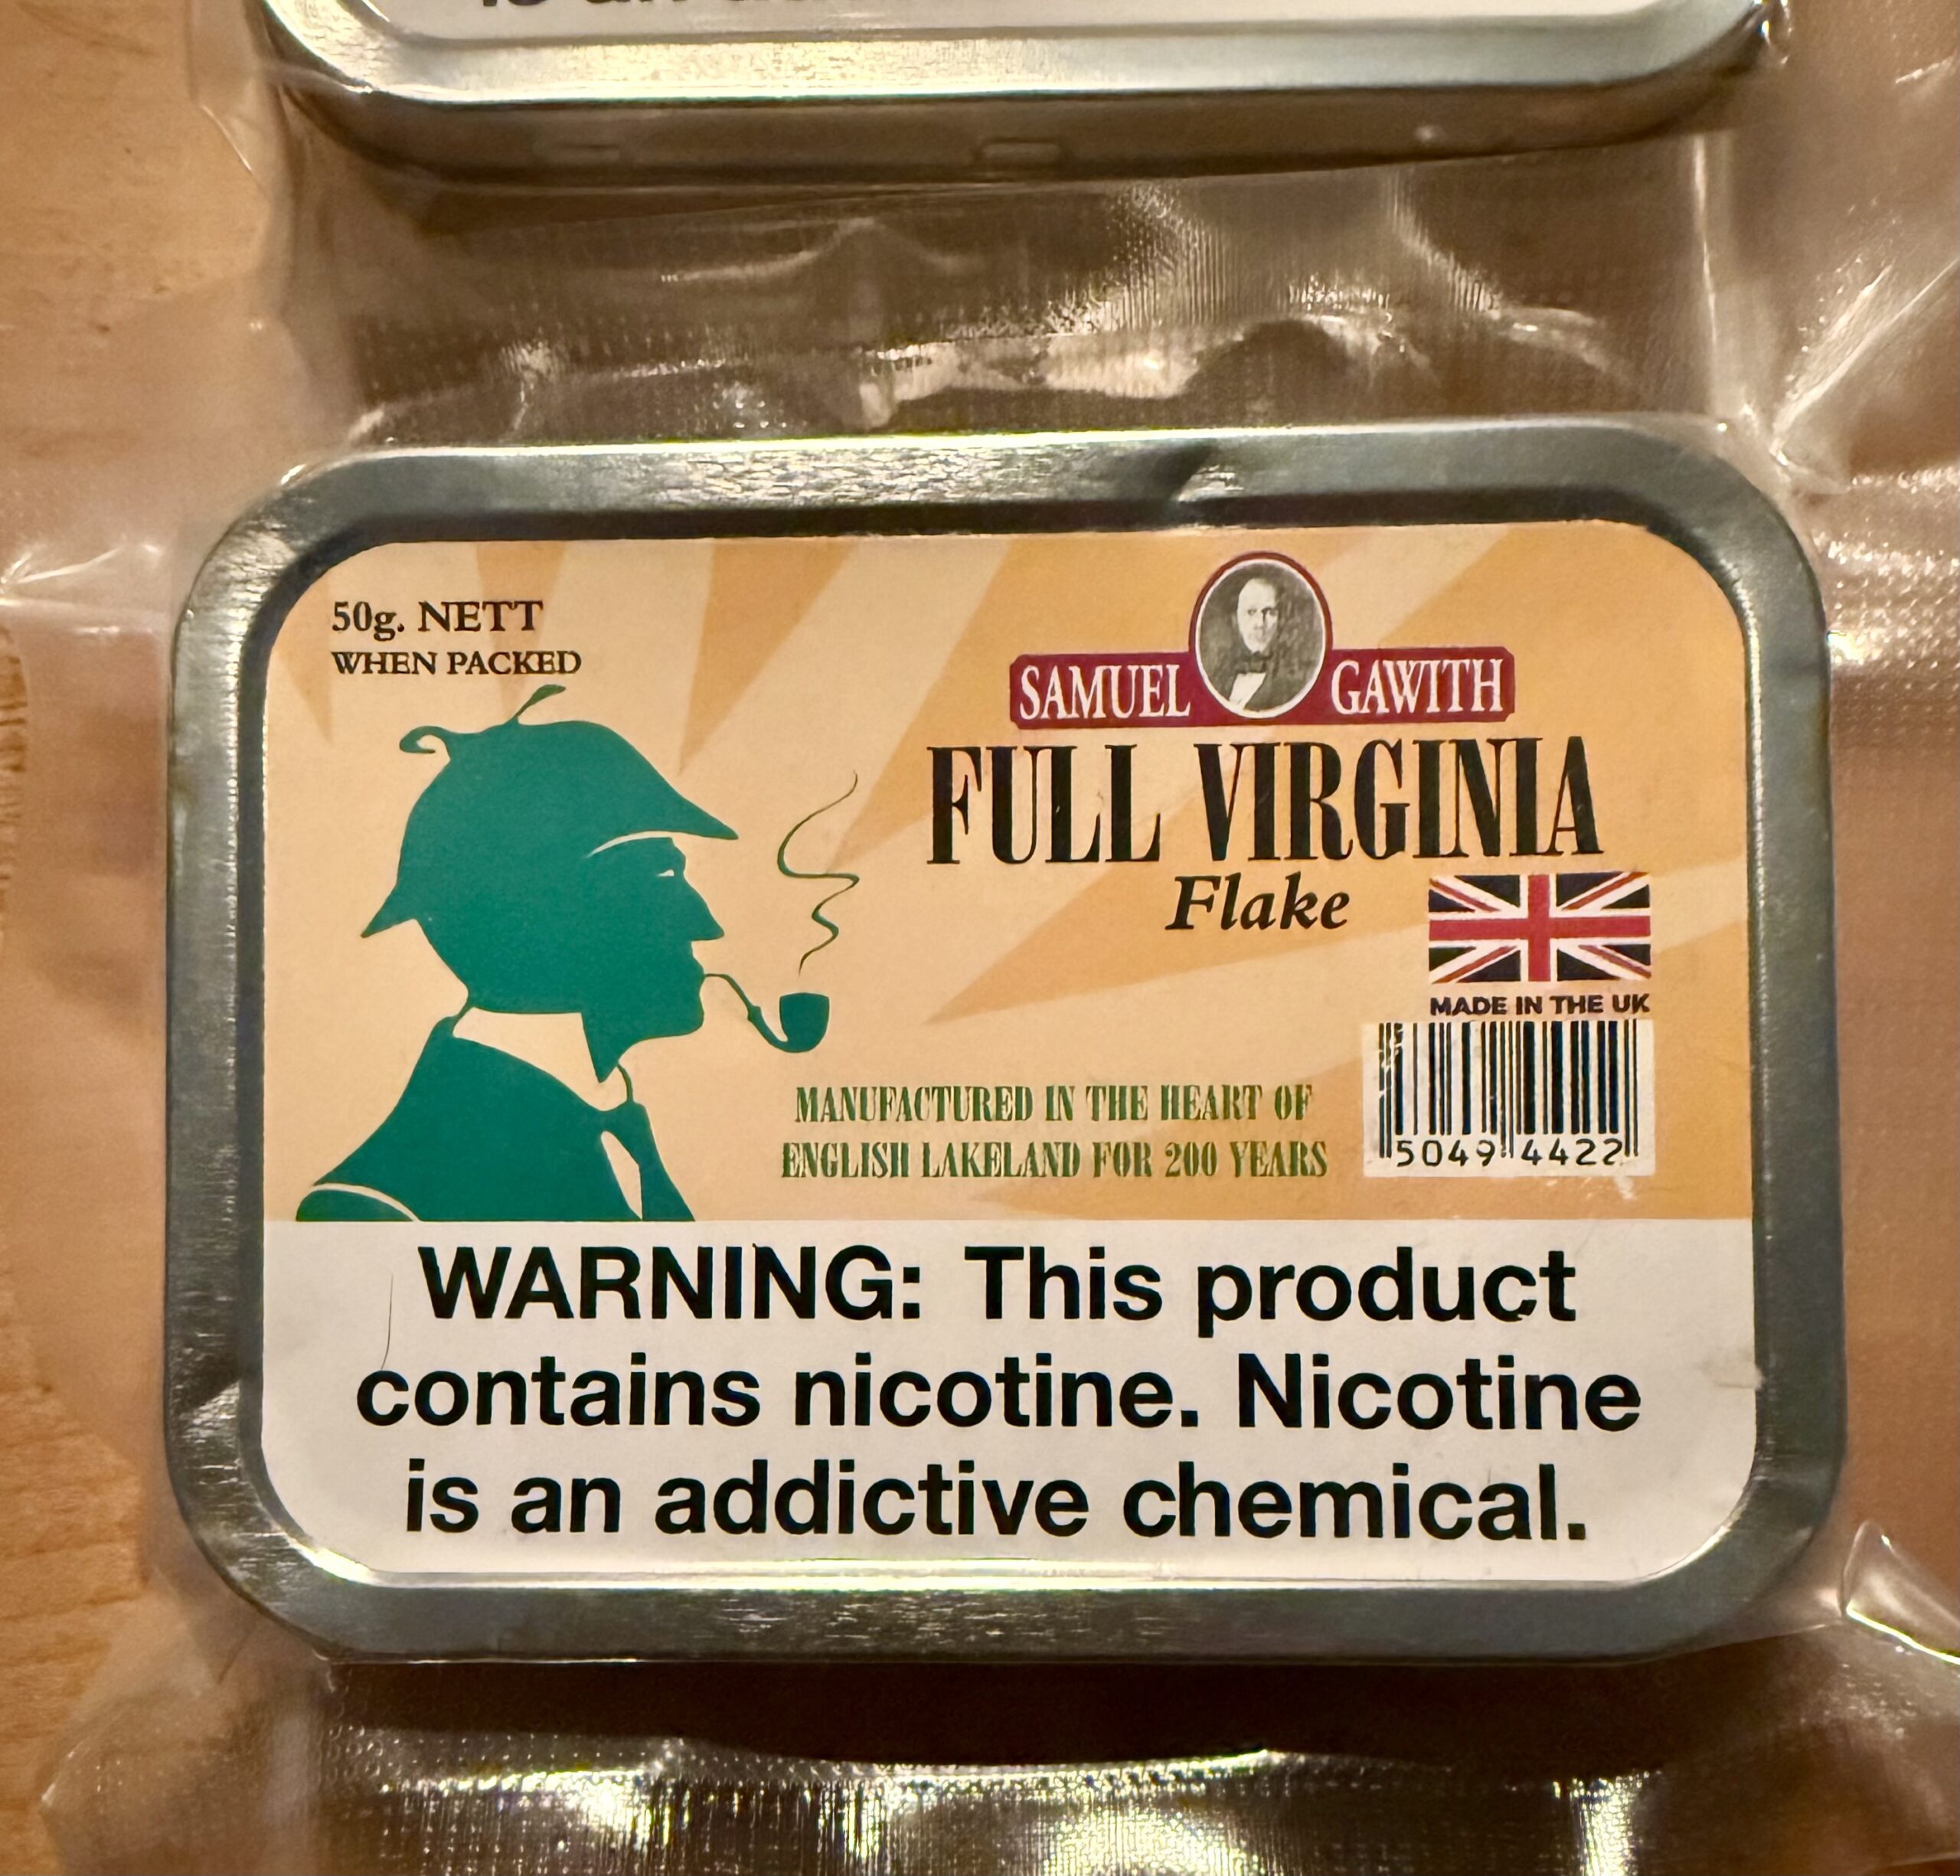 50g. NETT
WHEN PACKED
SAMUEL GAWITH
FULL VIRGINIA
Flake
MADE IN THE UK
MANUFACTURED IN THE HEART OF
ENGLISH LAKELAND FOR 200 YEARS
5049 4422
WARNING: This product
contains nicotine. Nicotine
is an addictive chemical.